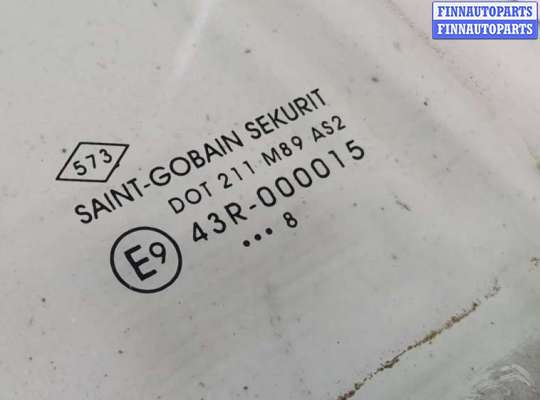 FINNAUTOPARTS
FINNAUTOPARTS
573
SAINT-GOBAIN SEKURIT
DOT 211 M89 AS2
E9
43R-000015
••• 8